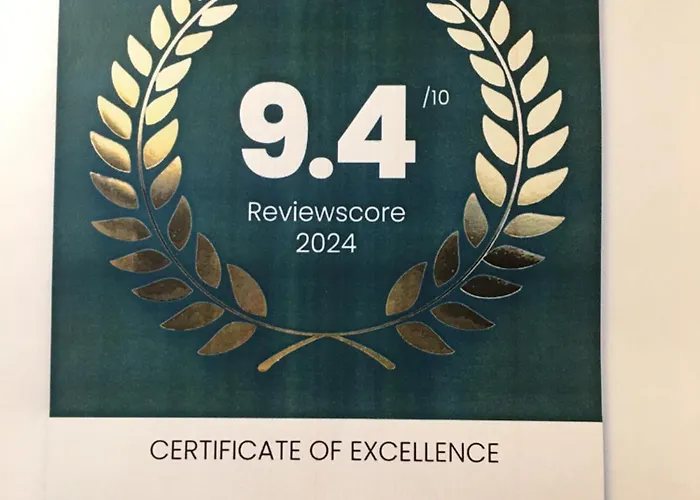 9.4 /10
Reviewscore
2024
CERTIFICATE OF EXCELLENCE